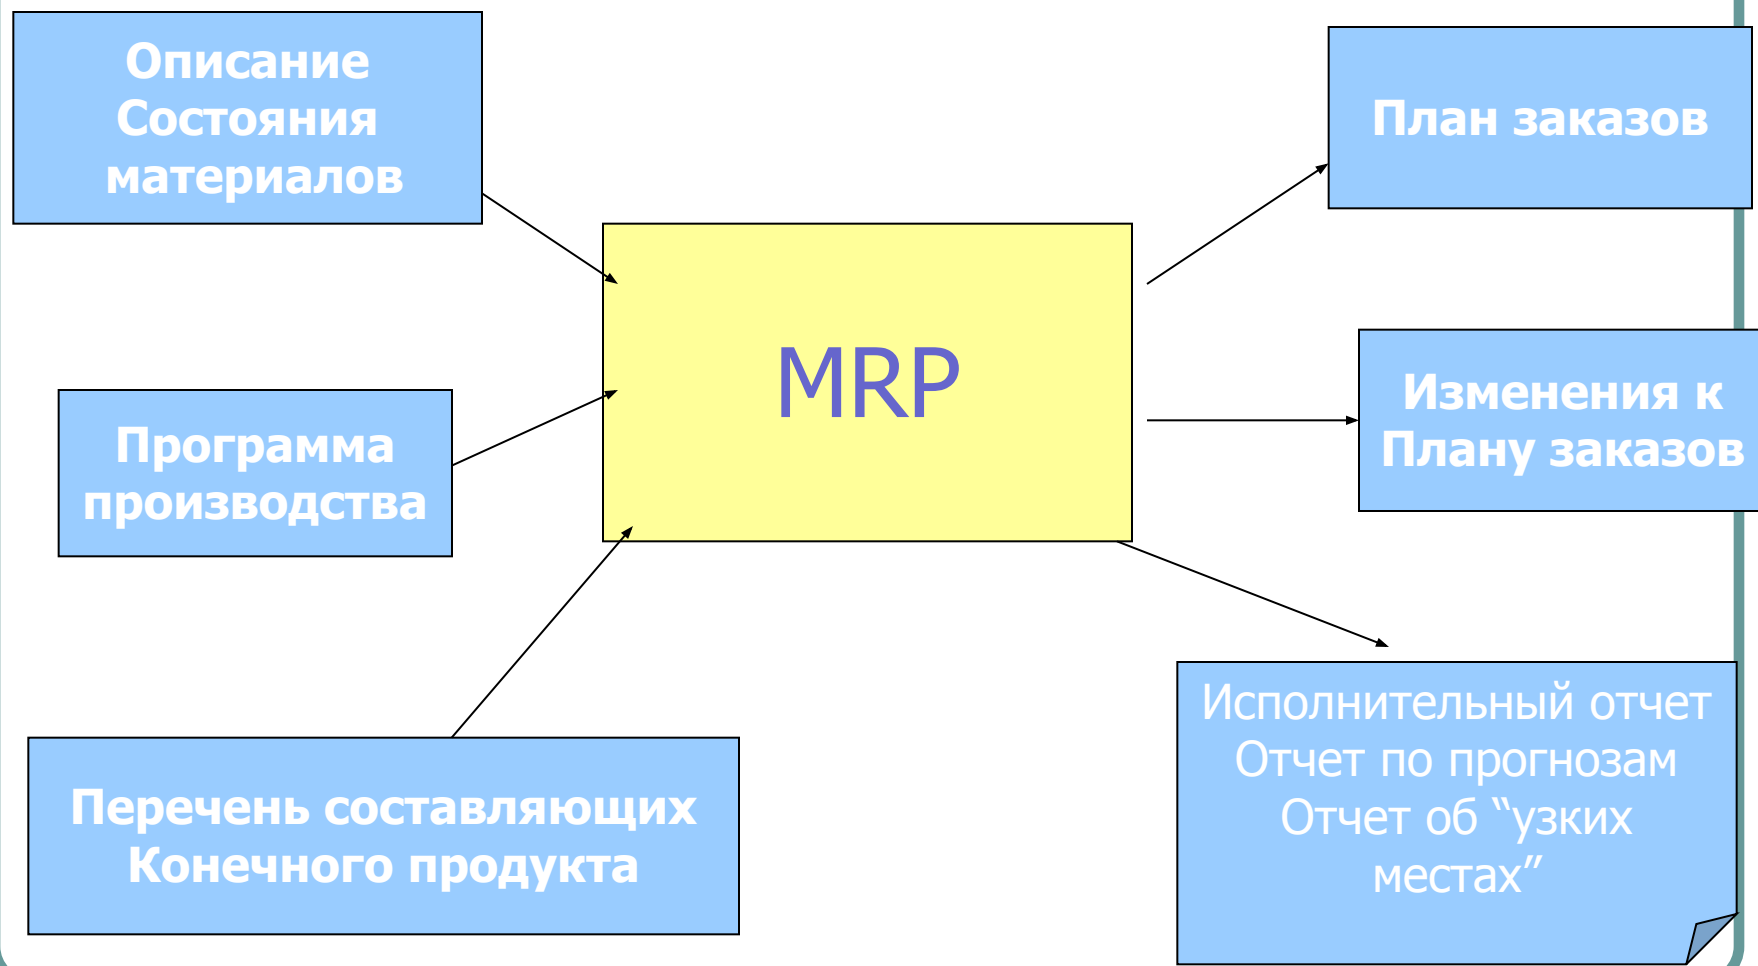 Описание
Состояния
материалов
План заказов
MRP
Изменения к
Плану заказов
Программа
производства
Исполнительный отчет
Отчет по прогнозам
Отчет об “узких
местах”
Перечень составляющих
Конечного продукта